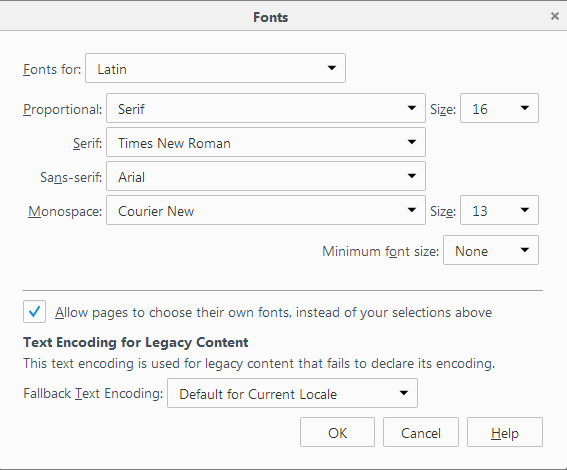 Fonts
Fonts for: Latin
Proportional: Serif Size: 16
Serif: Times New Roman
Sans-serif: Arial
Monospace: Courier New Size: 13
Minimum font size: None
Allow pages to choose their own fonts, instead of your selections above
Text Encoding for Legacy Content
This text encoding is used for legacy content that fails to declare its encoding.
Fallback Text Encoding: Default for Current Locale
OK Cancel Help